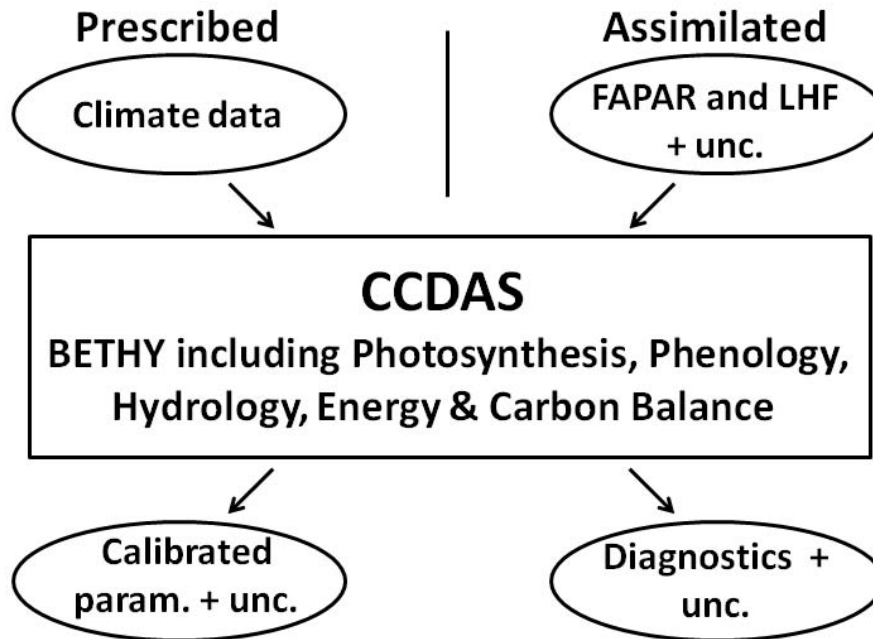 Prescribed
Assimilated
Climate data
FAPAR and LHF
+ unc.
CCDAS
BETHY including Photosynthesis, Phenology,
Hydrology, Energy & Carbon Balance
Calibrated
param. + unc.
Diagnostics +
unc.